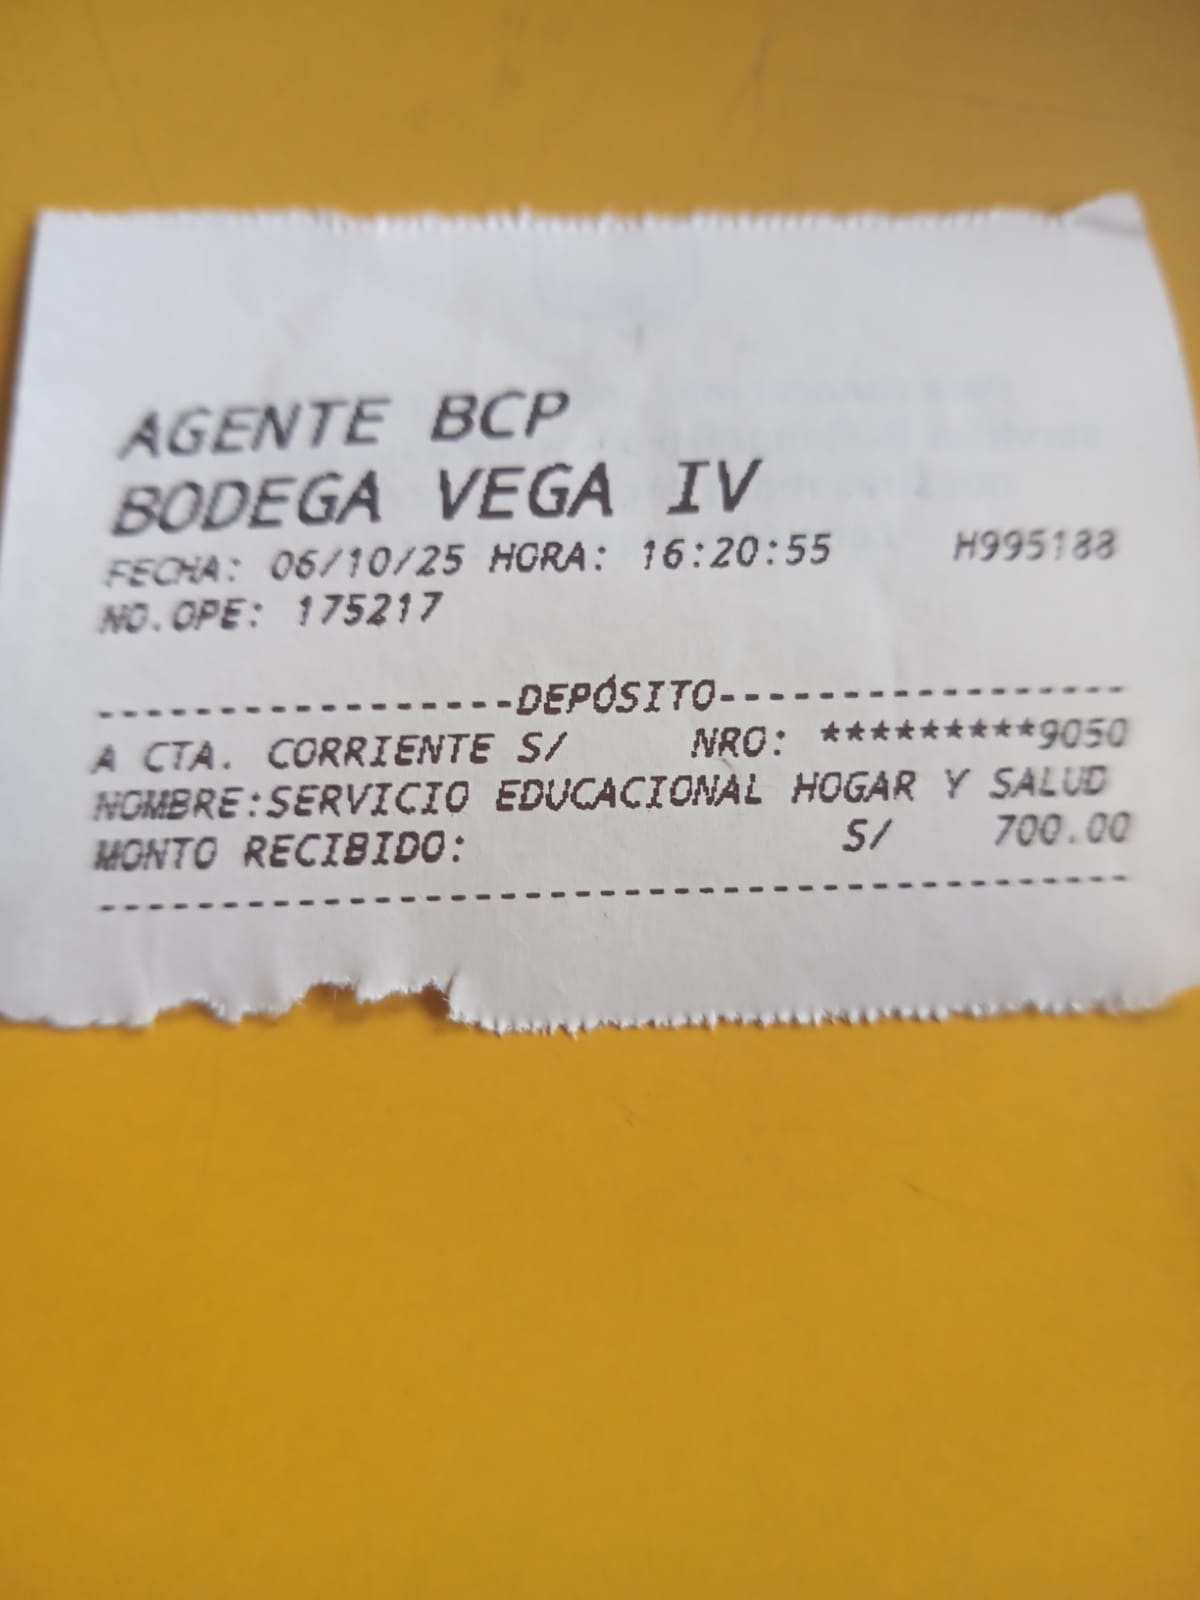 AGENTE BCP
BODEGA VEGA IV
FECHA: 06/10/25 HORA: 16:20:55 H995188
NO.OPE: 175217
------------------DEPÓSITO------------------
A CTA. CORRIENTE S/ NRO: *********9050
NOMBRE:SERVICIO EDUCACIONAL HOGAR Y SALUD
MONTO RECIBIDO: S/ 700.00